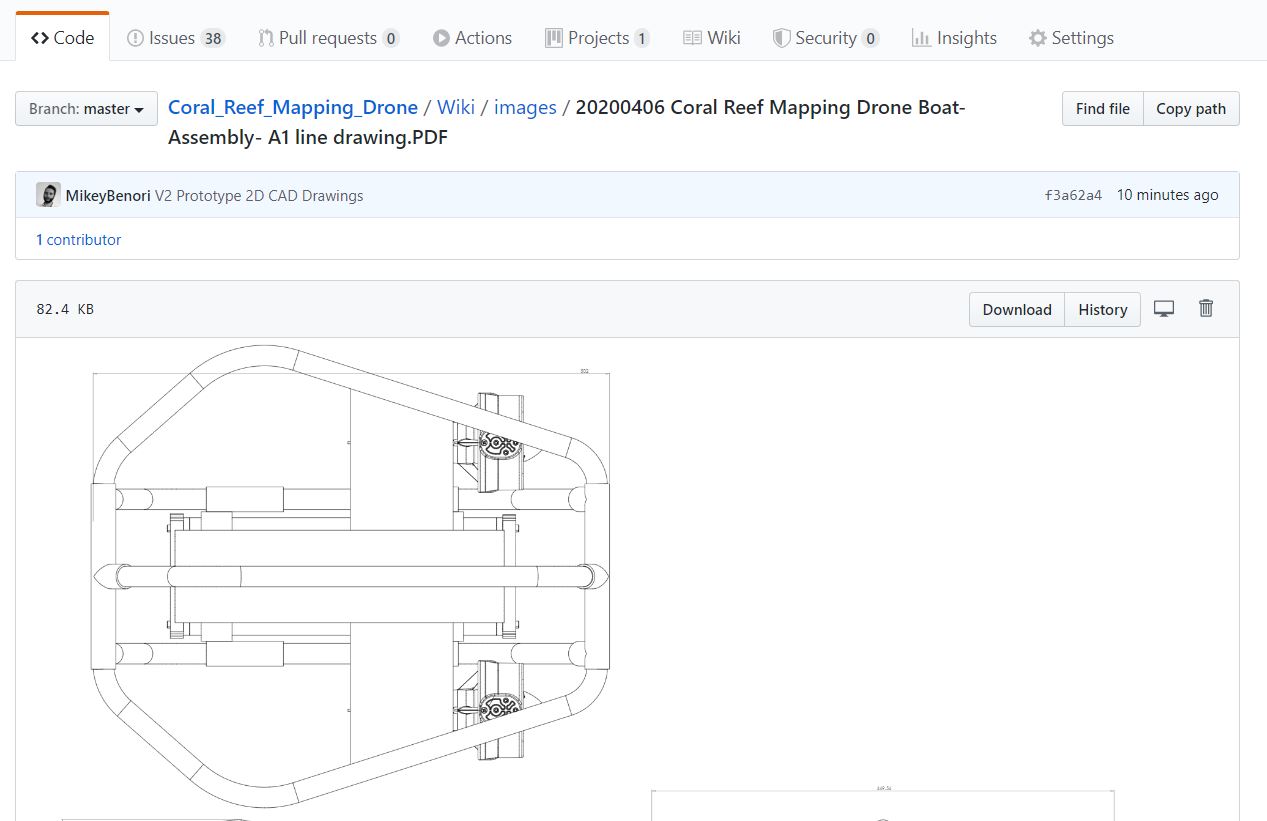 Code Issues 38 Pull requests 0 Actions Projects 1 Wiki Security 0 Insights Settings
Branch: master Coral_Reef_Mapping_Drone / Wiki / images / 20200406 Coral Reef Mapping Drone Boat-
Assembly- A1 line drawing.PDF
Find file Copy path
MikeyBenori V2 Prototype 2D CAD Drawings f3a62a4 10 minutes ago
1 contributor
82.4 KB Download History